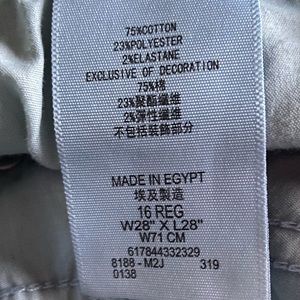 75%COTTON
23%POLYESTER
2%ELASTANE
EXCLUSIVE OF DECORATION
75%棉
23%聚酯纖維
2%彈性纖維
不包括裝飾部分
MADE IN EGYPT
埃及製造
16 REG
W28" X L28"
W71 CM
617844332329
8188 - M2J 319
0138